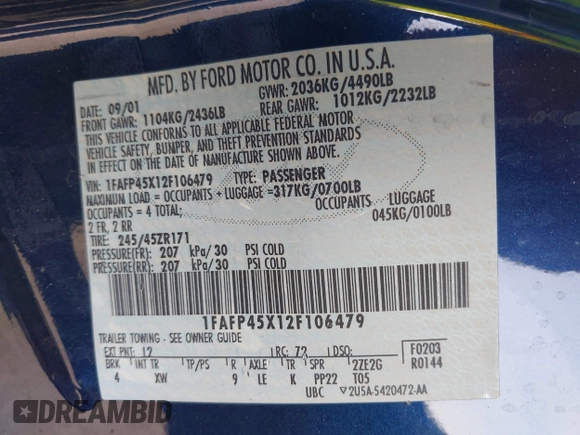 MFD. BY FORD MOTOR CO. IN U.S.A.
DATE: 09/01 GVWR: 2036KG/4490LB
FRONT GAWR: 1104KG/2436LB REAR GAWR: 1012KG/2232LB
THIS VEHICLE CONFORMS TO ALL APPLICABLE FEDERAL MOTOR
VEHICLE SAFETY, BUMPER, AND THEFT PREVENTION STANDARDS
IN EFFECT ON THE DATE OF MANUFACTURE SHOWN ABOVE.
VIN: 1FAFP45X12F106479 TYPE: PASSENGER
MAXIMUM LOAD = OCCUPANTS + LUGGAGE = 317KG/0700LB
OCCUPANTS = 4 TOTAL; OCCUPANTS LUGGAGE
2 FR, 2 RR 045KG/0100LB
TIRE: 245/45ZR171
PRESSURE(FR): 207 kPa/30 PSI COLD
PRESSURE(RR): 207 kPa/30 PSI COLD
1FAFP45X12F106479
TRAILER TOWING - SEE OWNER GUIDE
EXT PNT: L2 RC: 72 DSO: F0203
BRK INT TR TP/PS R AXLE TR SPR 2ZE2G R0144
4 XW 9 LE K PP22 T05
UBC 2U5A-5420472-AA
DREAMBID